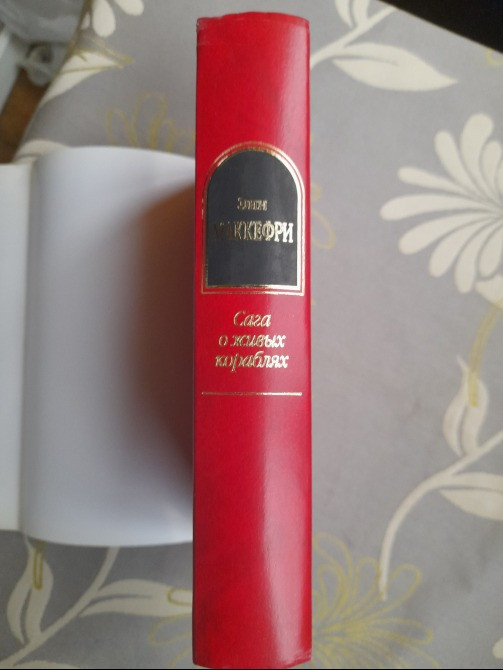 Энн
МАККЕФРИ
Сага
о живых
кораблях